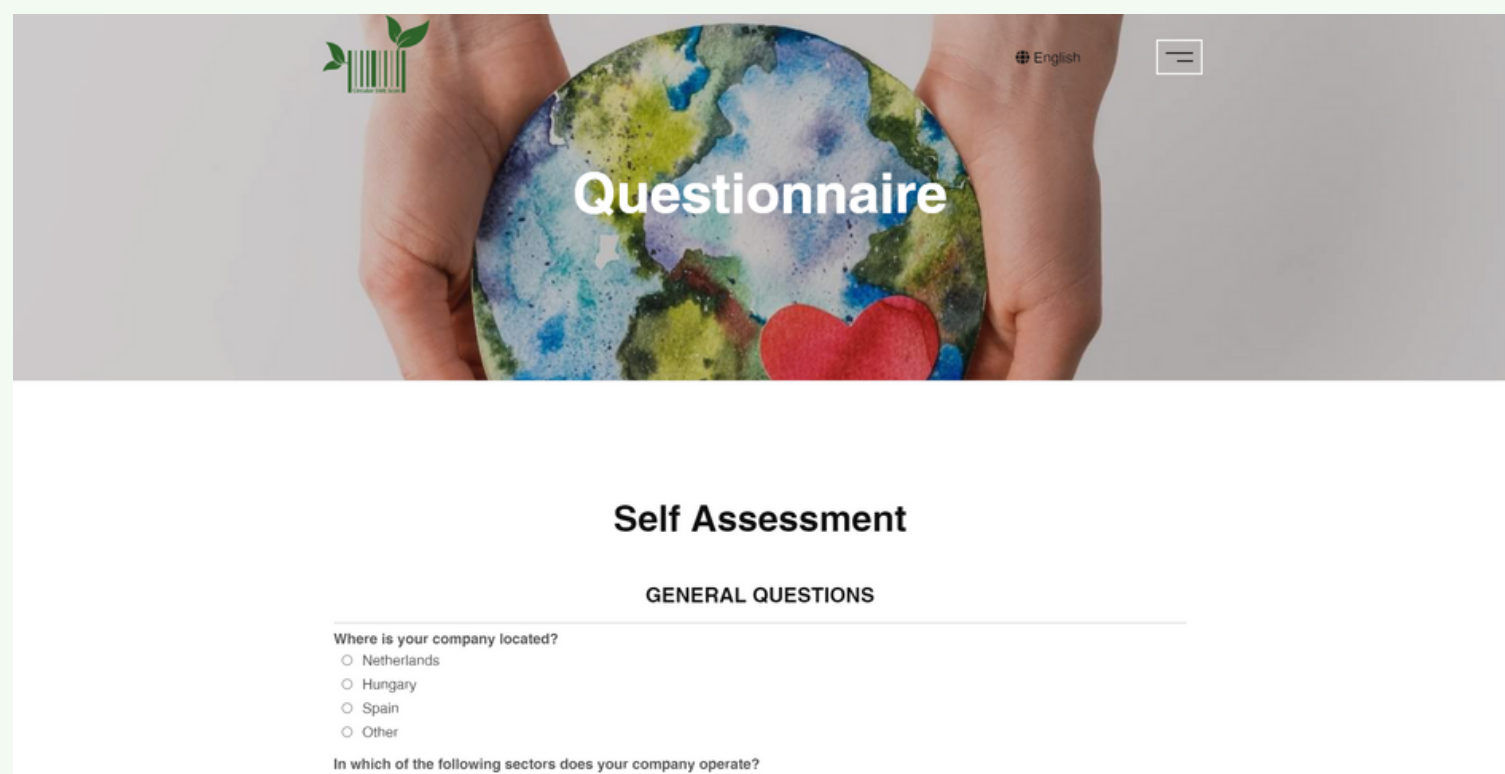 English
Questionnaire
Self Assessment
GENERAL QUESTIONS
Where is your company located?
Netherlands
Hungary
Spain
Other
In which of the following sectors does your company operate?